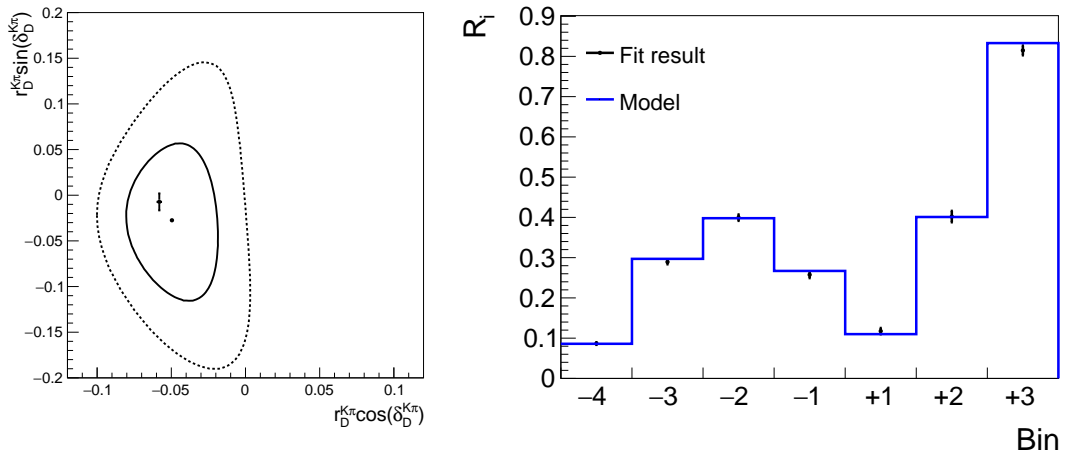 r_D^{Kπ}sin(δ_D^{Kπ})
0.2
0.15
0.1
0.05
0
−0.05
−0.1
−0.15
−0.2
−0.1 −0.05 0 0.05 0.1
r_D^{Kπ}cos(δ_D^{Kπ})
R_i
0.9
0.8
0.7
0.6
0.5
0.4
0.3
0.2
0.1
0
Fit result
Model
−4 −3 −2 −1 +1 +2 +3
Bin